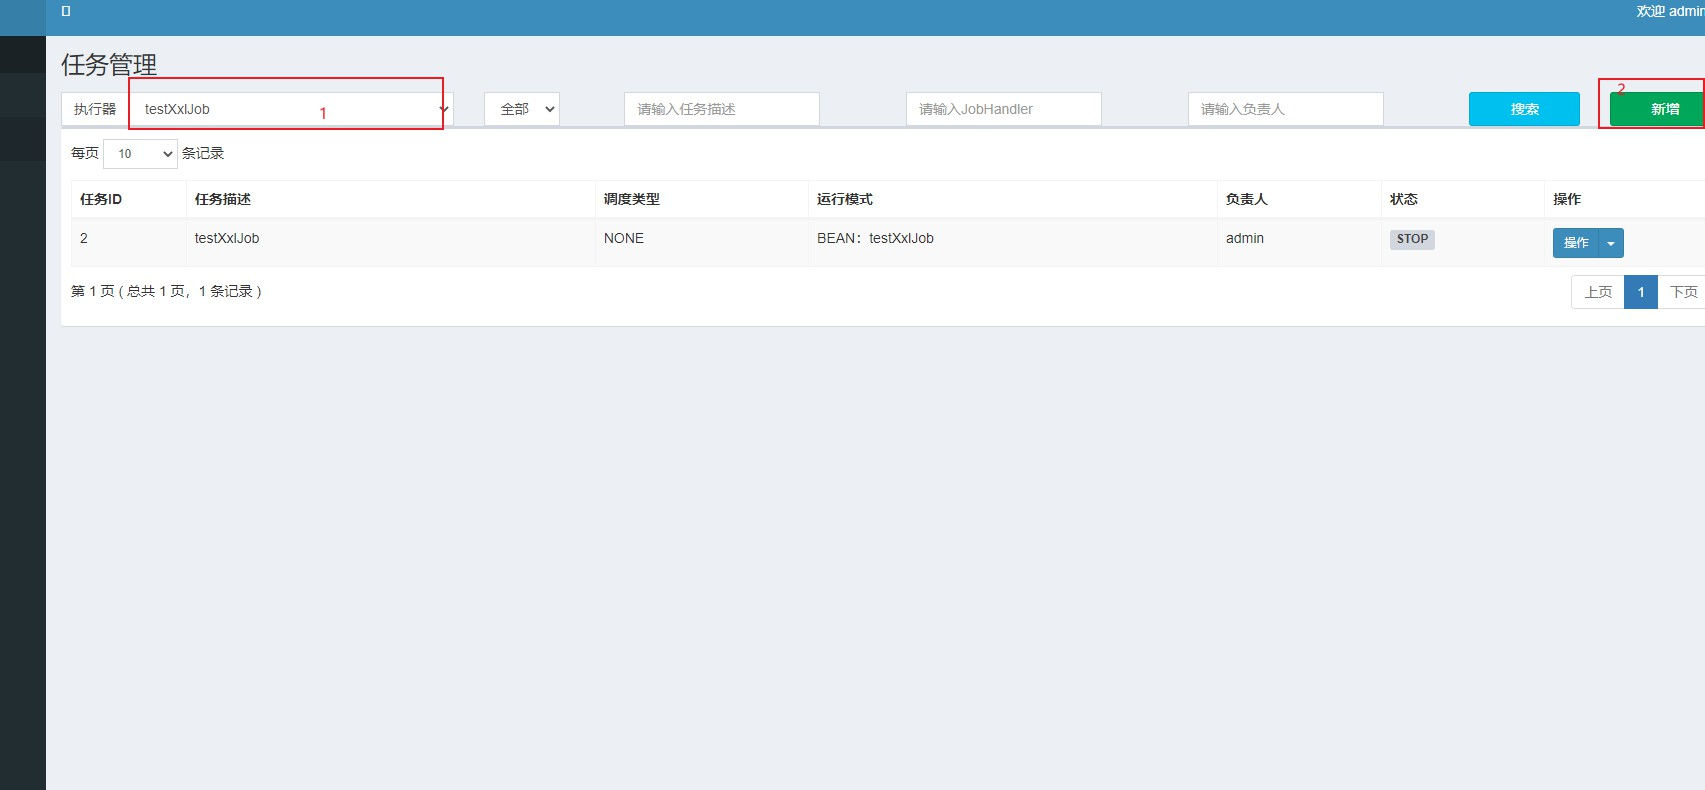 欢迎 admin
任务管理
执行器 testXxlJob 1 全部 请输入任务描述 请输入JobHandler 请输入负责人 搜索 2 新增
每页 10 条记录
任务ID 任务描述 调度类型 运行模式 负责人 状态 操作
2 testXxlJob NONE BEAN：testXxlJob admin STOP 操作
第 1 页 ( 总共 1 页，1 条记录 ) 上页 1 下页